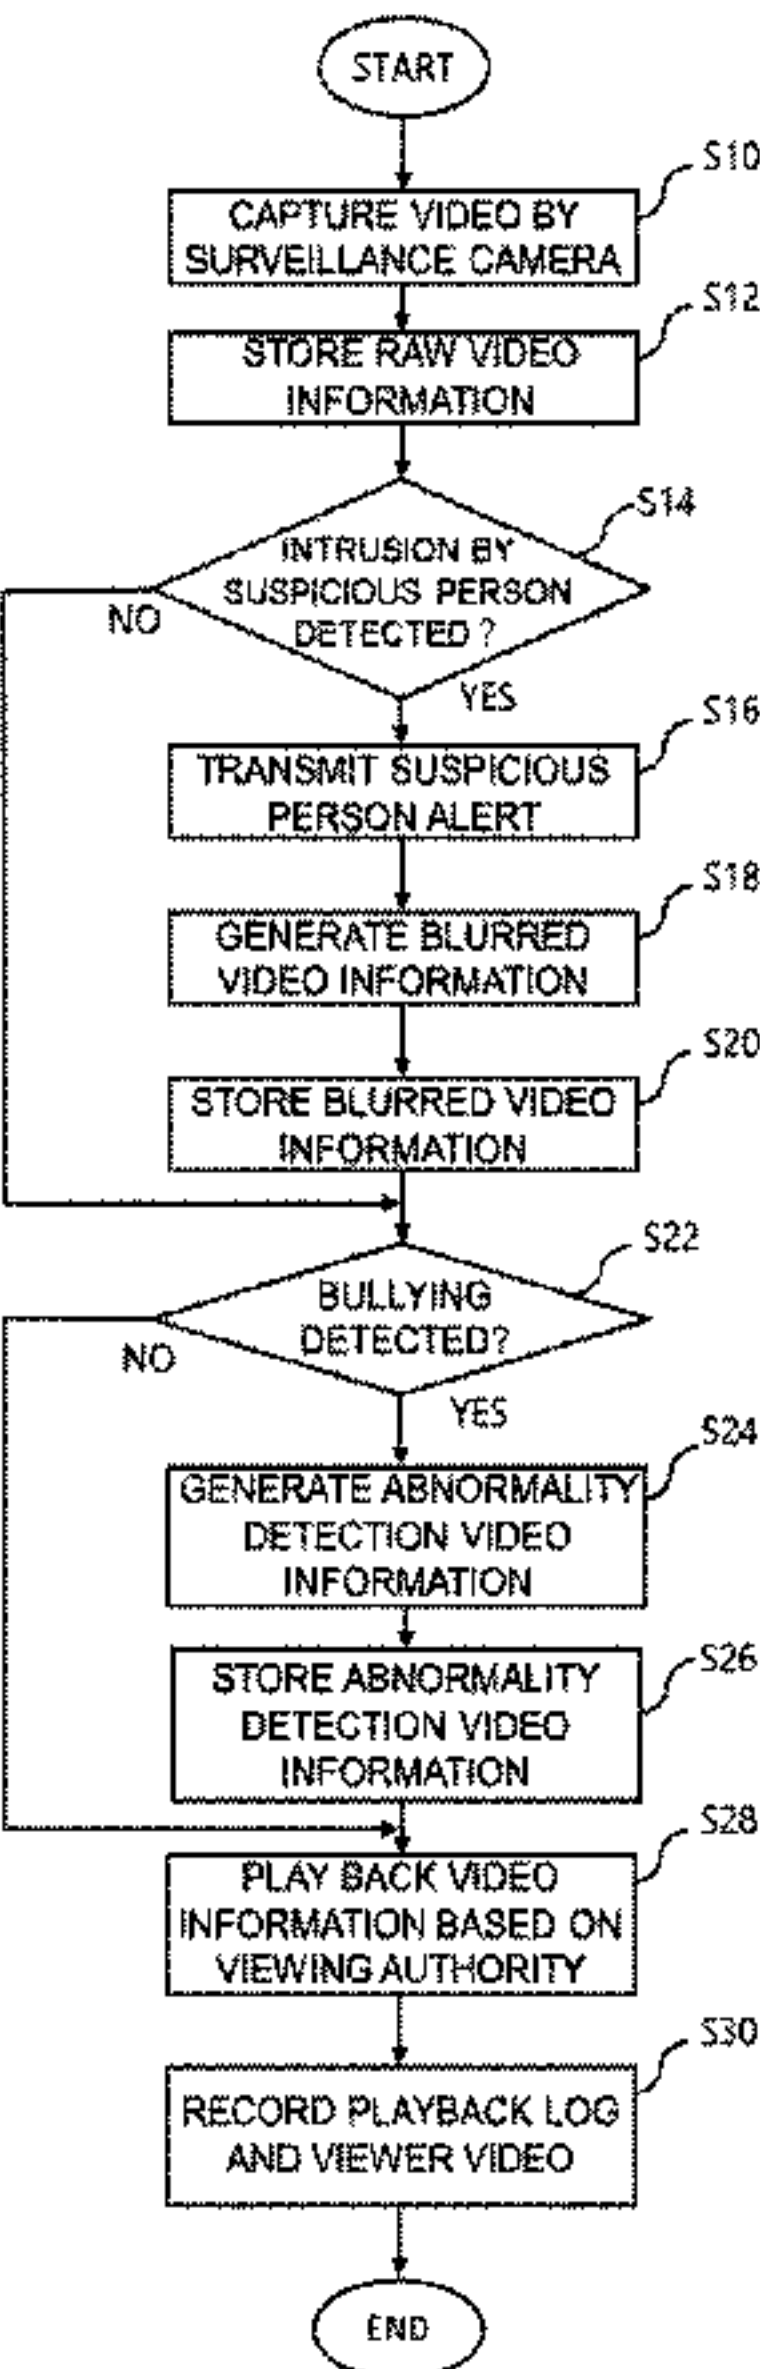 START
S10
CAPTURE VIDEO BY
SURVEILLANCE CAMERA
S12
STORE RAW VIDEO
INFORMATION
S14
INTRUSION BY
SUSPICIOUS PERSON
DETECTED?
NO
YES
S16
TRANSMIT SUSPICIOUS
PERSON ALERT
S18
GENERATE BLURRED
VIDEO INFORMATION
S20
STORE BLURRED VIDEO
INFORMATION
S22
BULLYING
DETECTED?
NO
YES
S24
GENERATE ABNORMALITY
DETECTION VIDEO
INFORMATION
S26
STORE ABNORMALITY
DETECTION VIDEO
INFORMATION
S28
PLAY BACK VIDEO
INFORMATION BASED ON
VIEWING AUTHORITY
S30
RECORD PLAYBACK LOG
AND VIEWER VIDEO
END